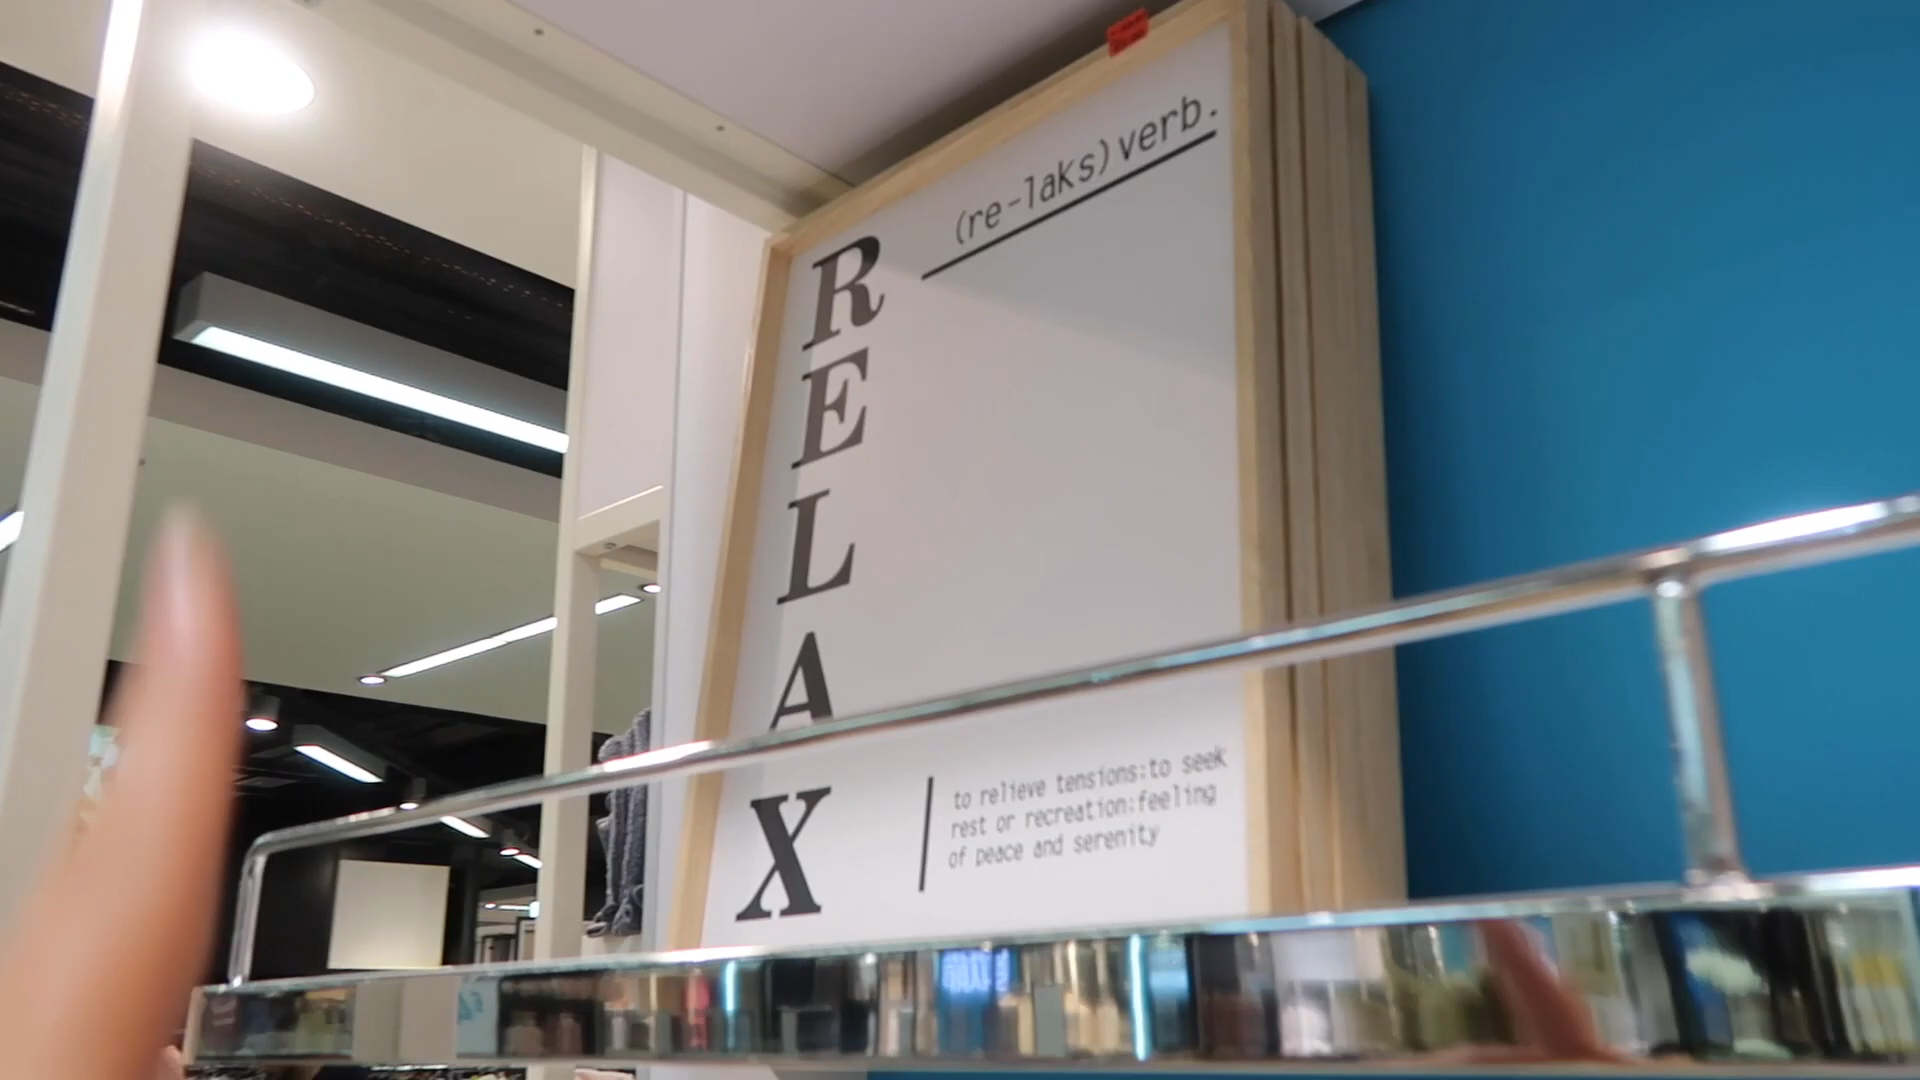 (re-laks)verb.
R
E
L
A
X
to relieve tensions:to seek
rest or recreation:feeling
of peace and serenity